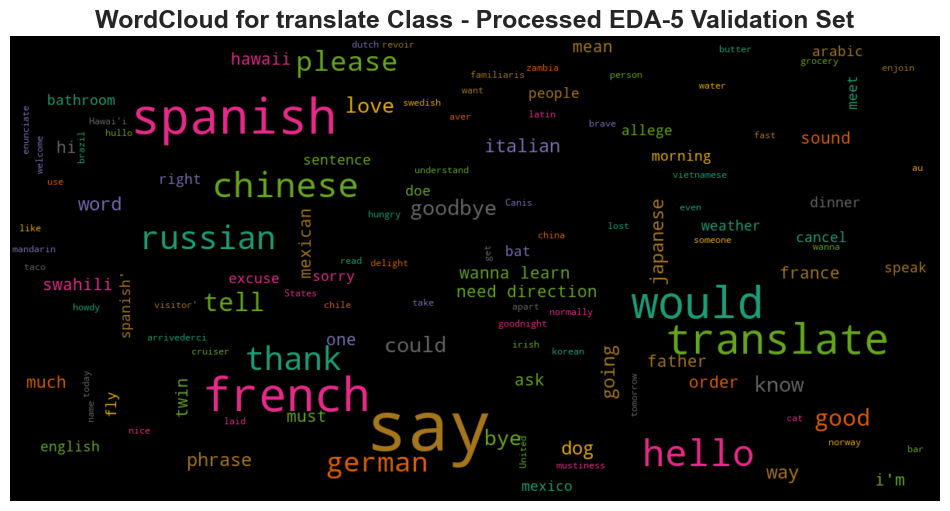 WordCloud for translate Class - Processed EDA-5 Validation Set
dutch revoir
hawaii please mean butter arabic
grocery
familiaris zambia person enjoin
bathroom spanish love swedish want people water meet
enunciate Hawai'i hullo aver latin brave allege fast sound
welcome brazil hi italian
sentence morning
use right chinese doe understand vietnamese au
word mexican goodbye Canis hungry japanese even dinner
like russian china lost weather
mandarin bat someone wanna cancel
taco read delight get
swahili excuse sorry wanna learn france speak
howdy spanish' visitor' tell States chile take need direction would
apart normally
arrivederci one goodnight translate
cruiser thank could irish korean
much today name fly twin french ask going father order know
tomorrow
nice laid must say cat good
english bye dog norway
phrase german United mustiness hello way bar
mexico i'm